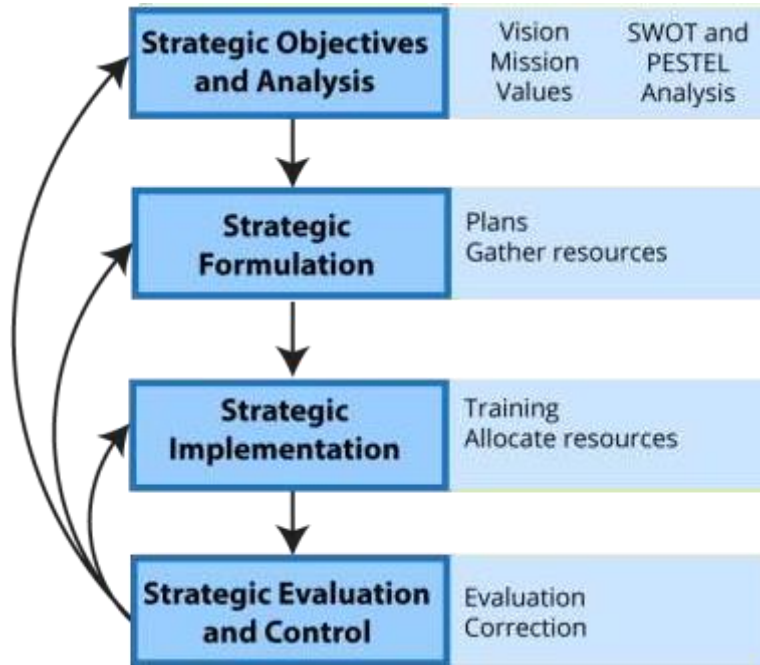 Strategic Objectives
and Analysis
Vision
Mission
Values
SWOT and
PESTEL
Analysis
Strategic
Formulation
Plans
Gather resources
Strategic
Implementation
Training
Allocate resources
Strategic Evaluation
and Control
Evaluation
Correction